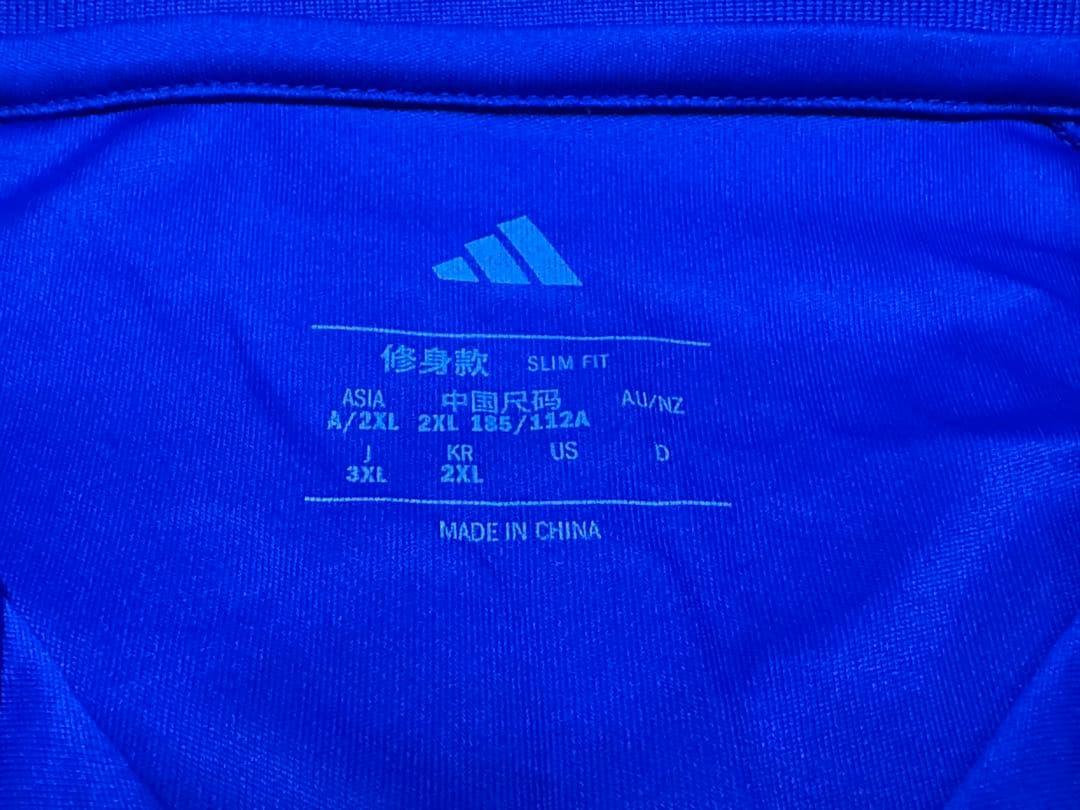 修身款 SLIM FIT
ASIA 中国尺码 AU/NZ
A/2XL 2XL 185/112A
J KR US D
3XL 2XL
MADE IN CHINA